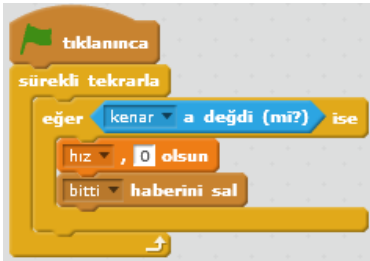 tıklanınca
sürekli tekrarla
eğer kenar a değdi (mi?) ise
hız , 0 olsun
bitti haberini sal